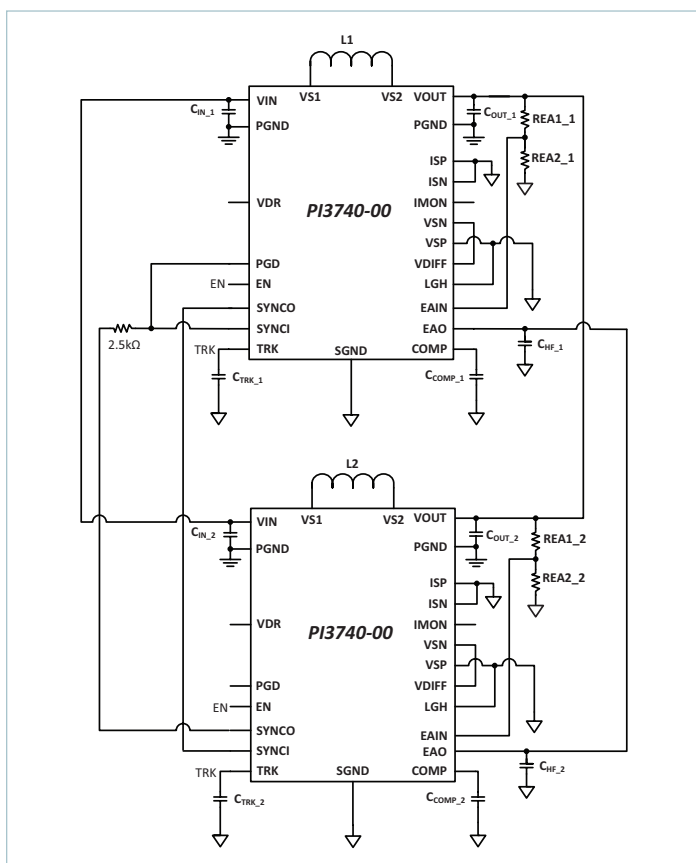 L1
VS1 VS2
VIN VOUT
C_IN_1 C_OUT_1
REA1_1
PGND PGND
REA2_1
ISP
ISN
VDR PI3740-00 IMON
VSN
VSP
PGD VDIFF
EN EN LGH
SYNCO EAIN
2.5kΩ SYNCI EAO
TRK TRK SGND COMP
C_HF_1
C_TRK_1 C_COMP_1
L2
VS1 VS2
VIN VOUT
C_IN_2 C_OUT_2
REA1_2
PGND PGND
REA2_2
ISP
ISN
VDR PI3740-00 IMON
VSN
VSP
PGD VDIFF
EN EN LGH
SYNCO EAIN
SYNCI EAO
TRK TRK SGND COMP
C_HF_2
C_TRK_2 C_COMP_2